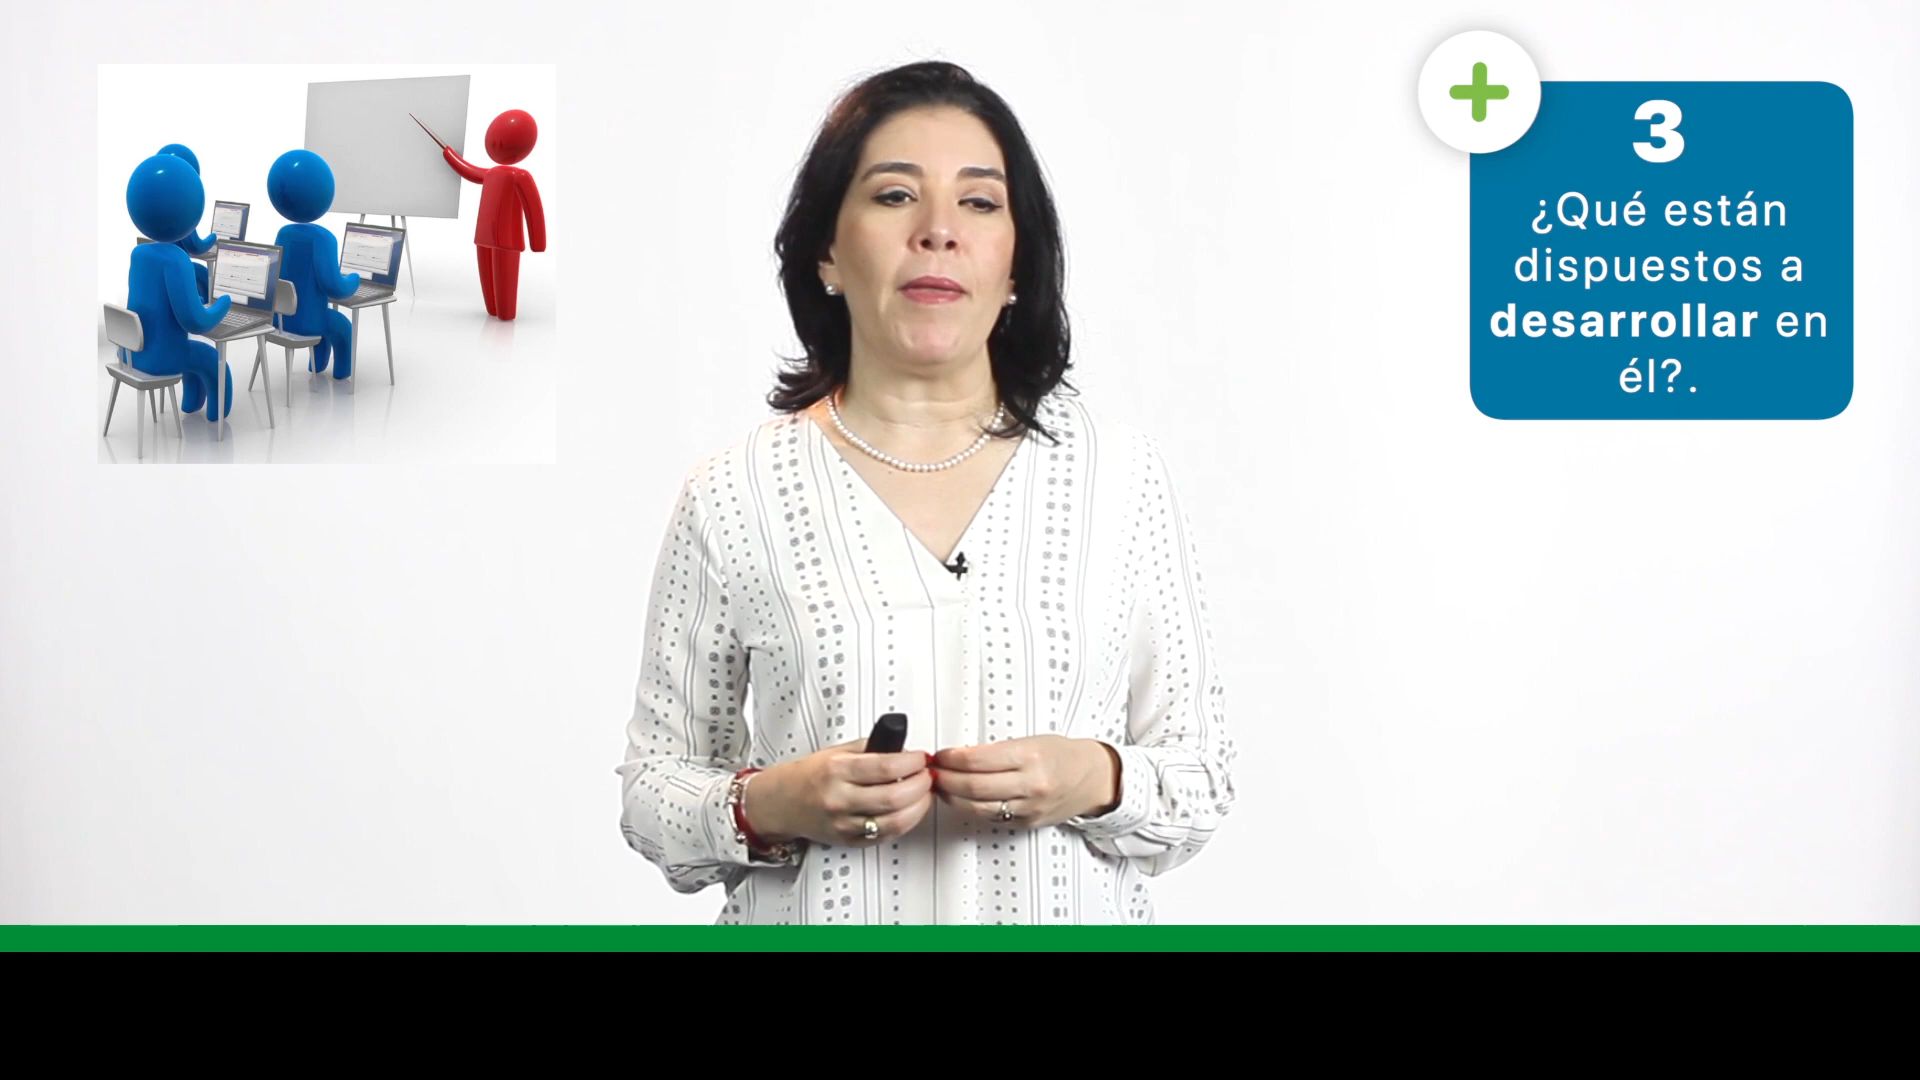 3
¿Qué están
dispuestos a
desarrollar en
él?.